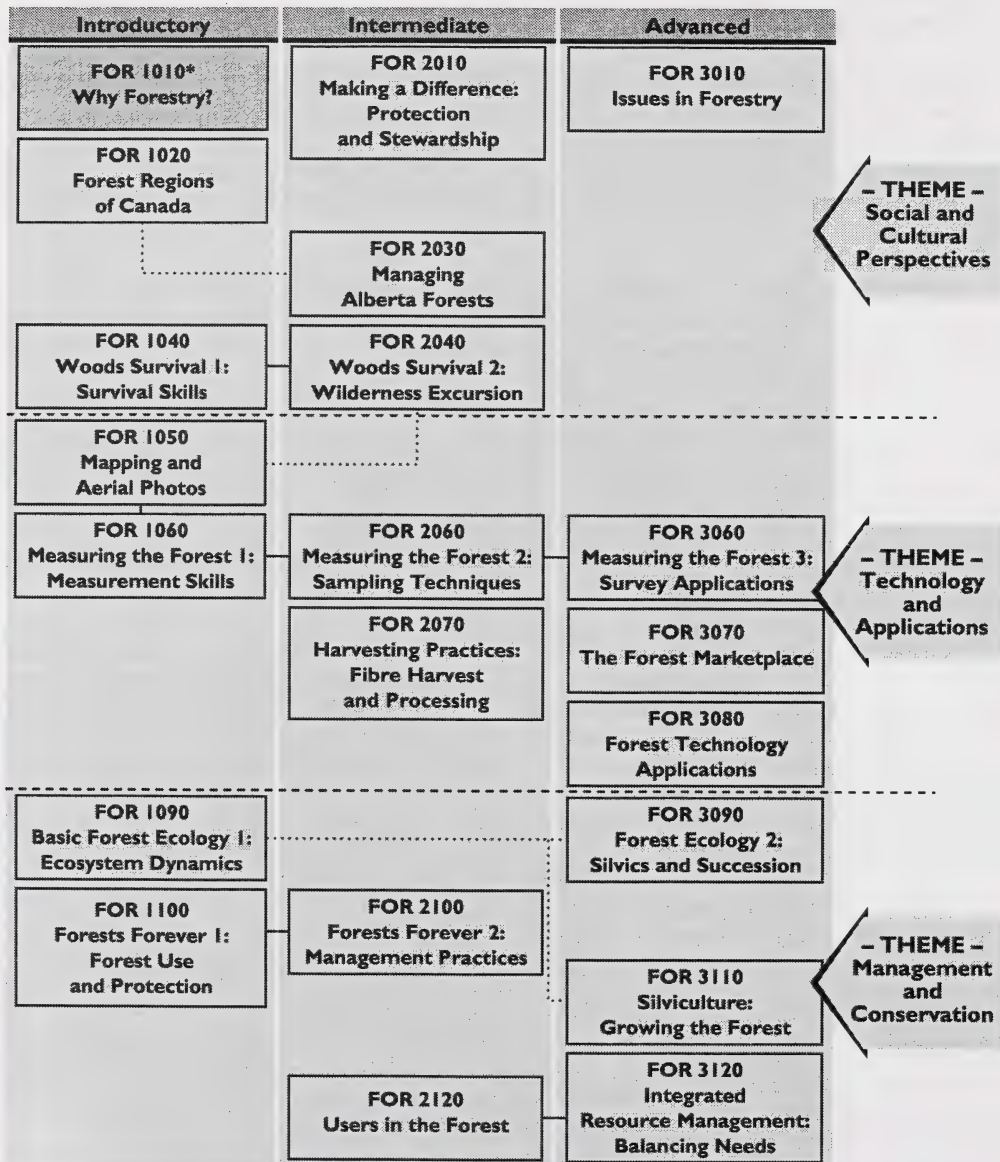 Introductory
Intermediate
Advanced
FOR 1010*
Why Forestry?
FOR 2010
Making a Difference:
Protection
and Stewardship
FOR 3010
Issues in Forestry
FOR 1020
Forest Regions
of Canada
– THEME –
Social and
Cultural
Perspectives
FOR 2030
Managing
Alberta Forests
FOR 1040
Woods Survival 1:
Survival Skills
FOR 2040
Woods Survival 2:
Wilderness Excursion
FOR 1050
Mapping and
Aerial Photos
FOR 1060
Measuring the Forest 1:
Measurement Skills
FOR 2060
Measuring the Forest 2:
Sampling Techniques
FOR 3060
Measuring the Forest 3:
Survey Applications
– THEME –
Technology
and
Applications
FOR 2070
Harvesting Practices:
Fibre Harvest
and Processing
FOR 3070
The Forest Marketplace
FOR 3080
Forest Technology
Applications
FOR 1090
Basic Forest Ecology 1:
Ecosystem Dynamics
FOR 3090
Forest Ecology 2:
Silvics and Succession
FOR 1100
Forests Forever 1:
Forest Use
and Protection
FOR 2100
Forests Forever 2:
Management Practices
– THEME –
Management
and
Conservation
FOR 3110
Silviculture:
Growing the Forest
FOR 2120
Users in the Forest
FOR 3120
Integrated
Resource Management:
Balancing Needs